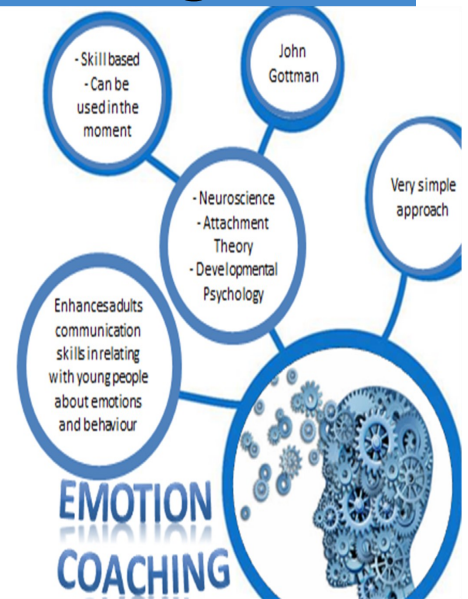 - Skill based
- Can be
used in the
moment
John
Gottman
- Neuroscience
- Attachment
Theory
- Developmental
Psychology
Very simple
approach
Enhances adults
communication
skills in relating
with young people
about emotions
and behaviour
EMOTION
COACHING